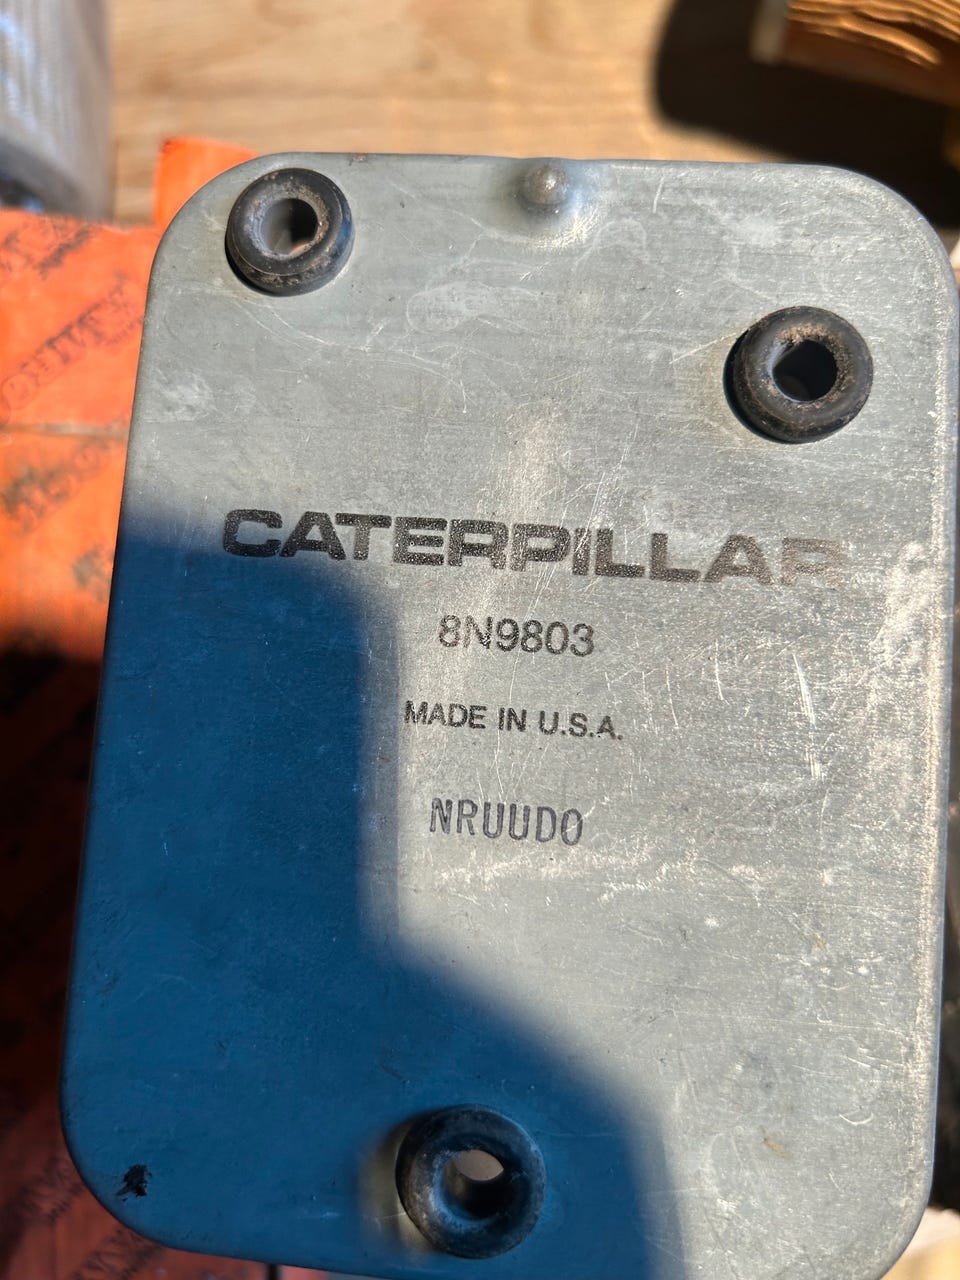 CATERPILLAR
8N9803
MADE IN U.S.A.
NRUUDO